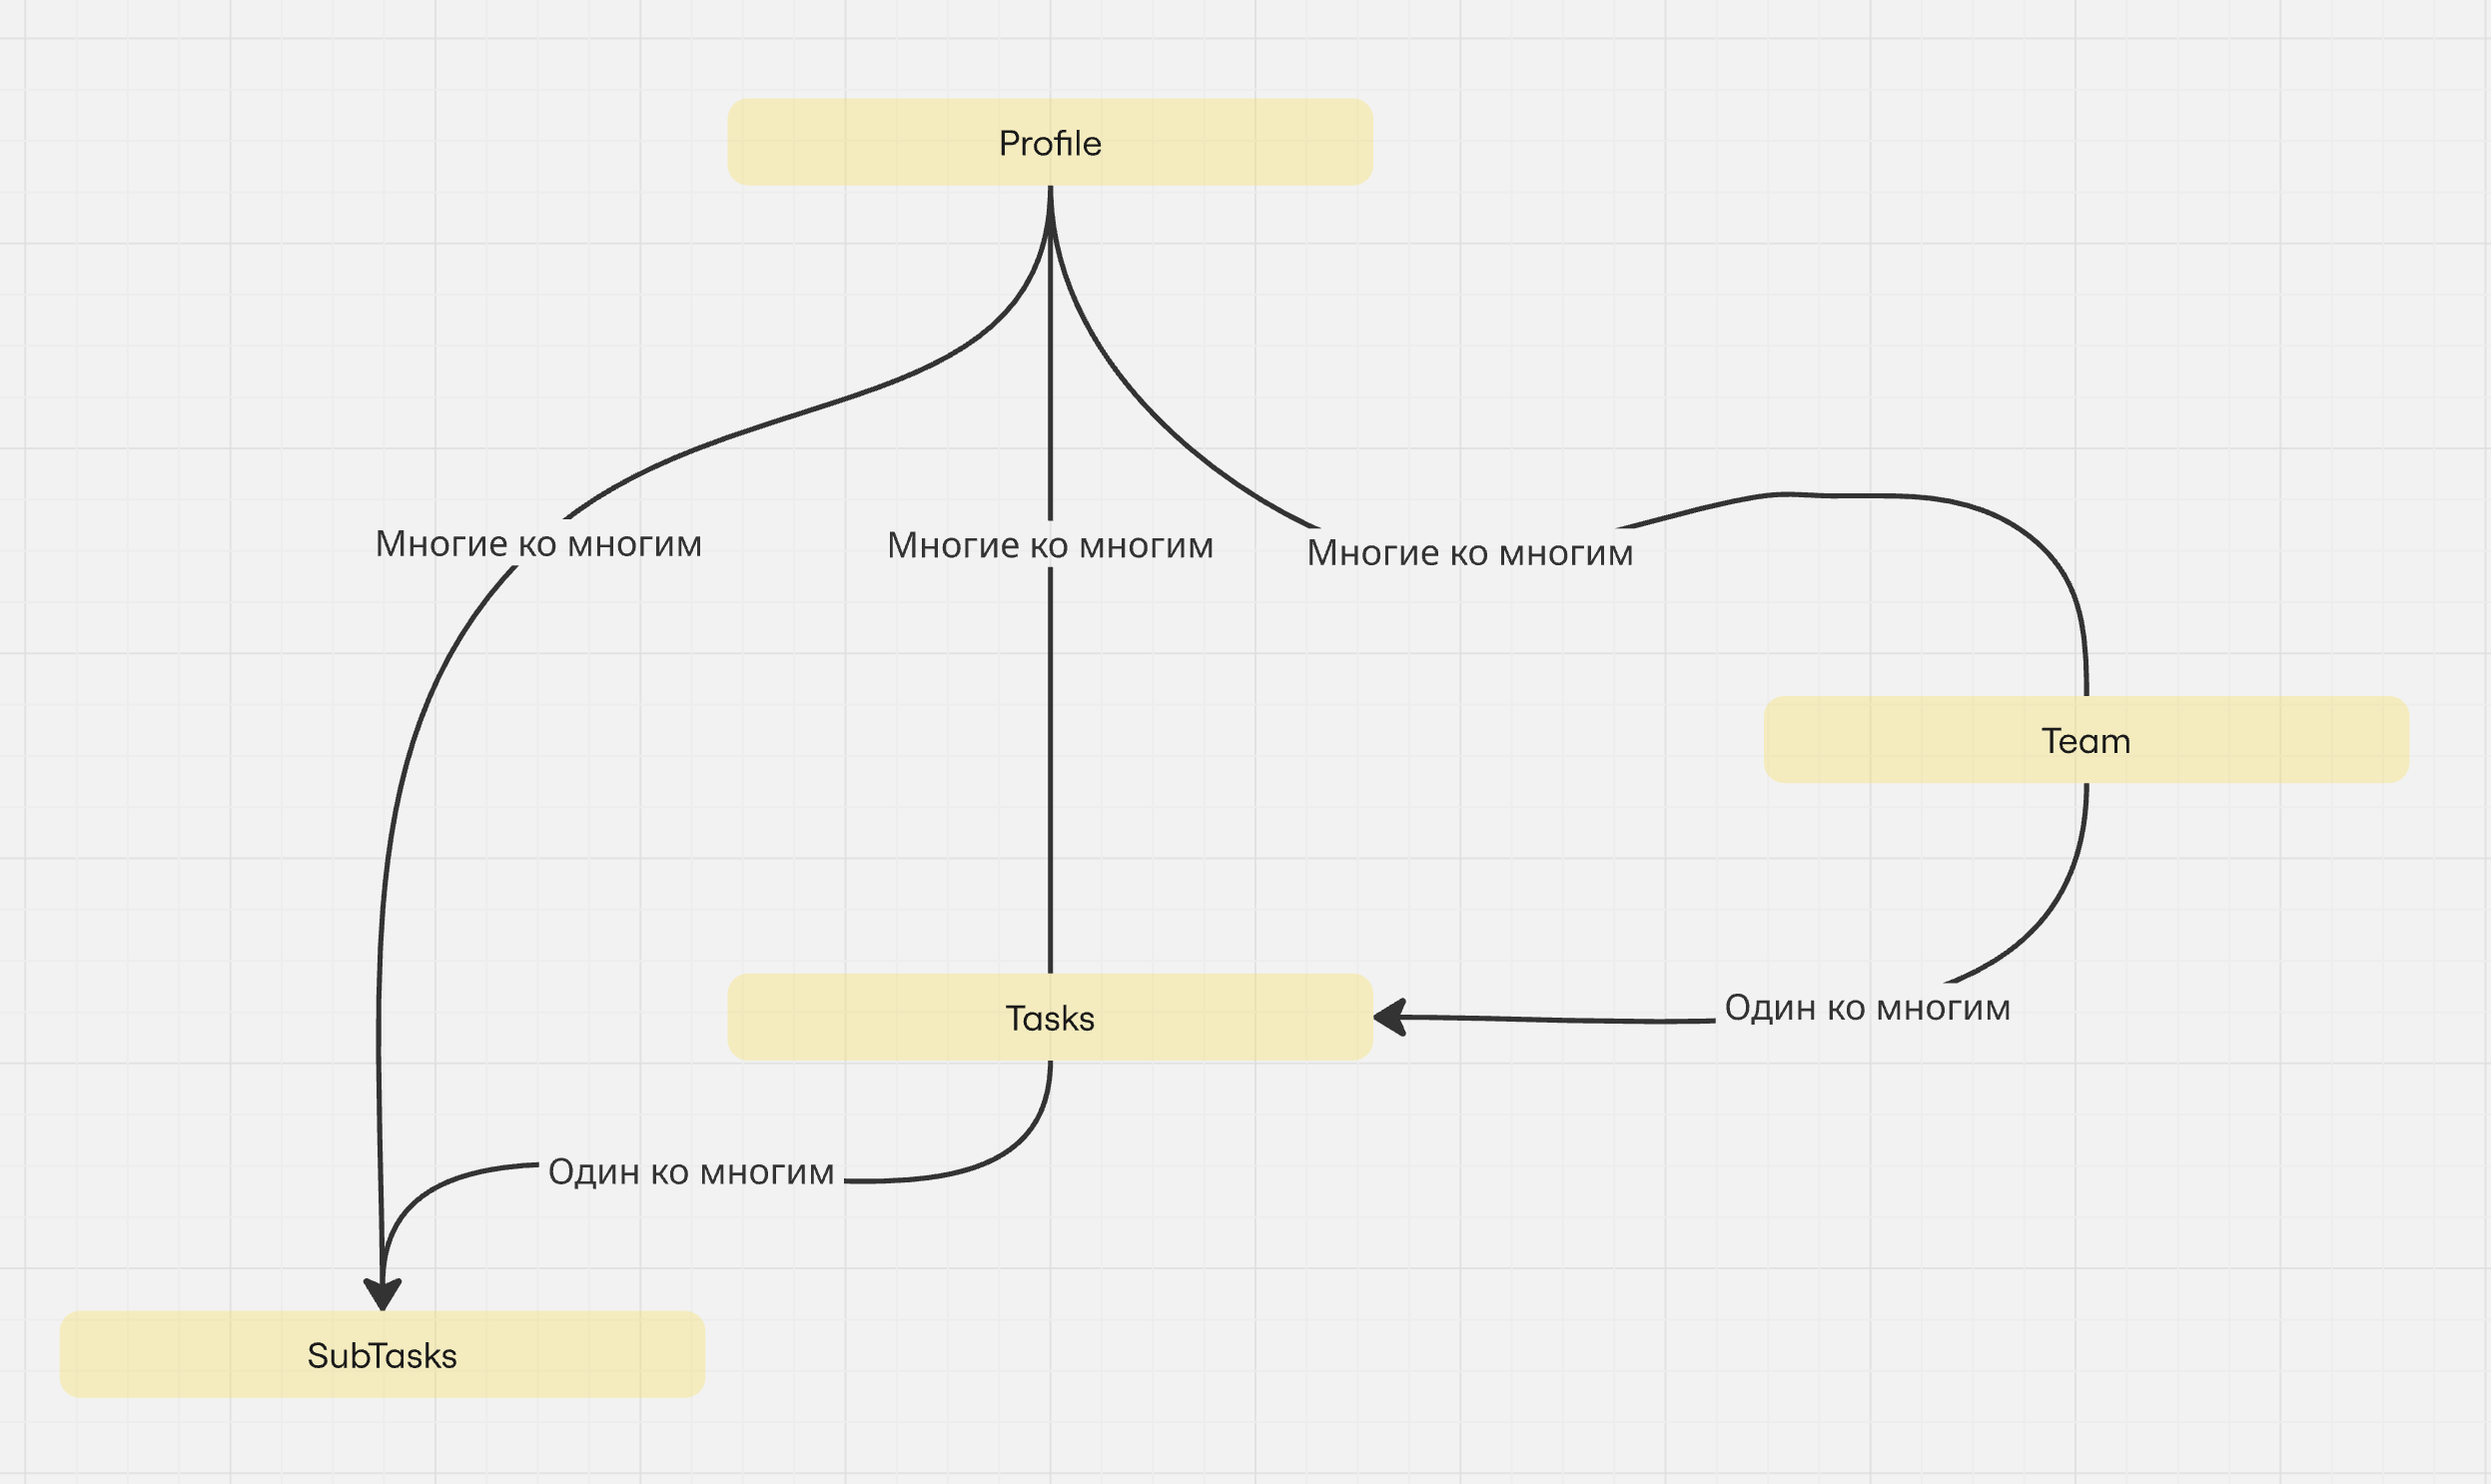 Profile
Многие ко многим
Многие ко многим
Многие ко многим
Team
Tasks
Один ко многим
Один ко многим
SubTasks